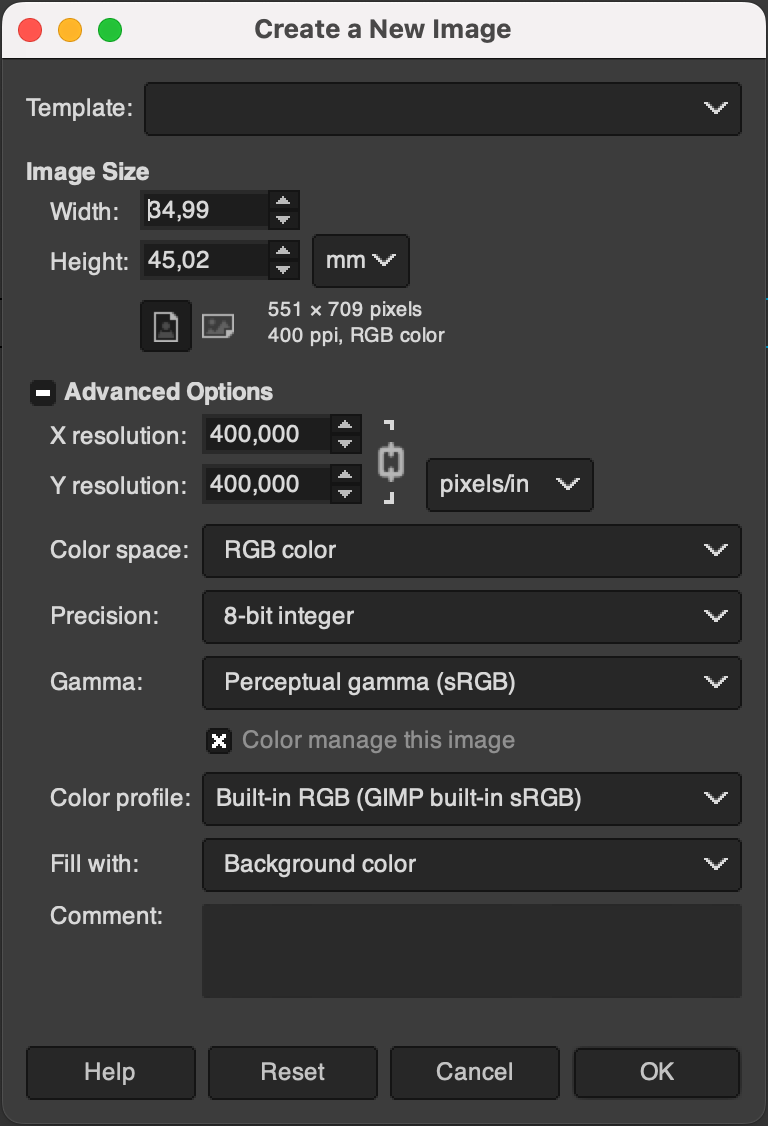 Create a New Image
Template:
Image Size
Width: 34,99
Height: 45,02 mm
551 × 709 pixels
400 ppi, RGB color
Advanced Options
X resolution: 400,000
Y resolution: 400,000 pixels/in
Color space: RGB color
Precision: 8-bit integer
Gamma: Perceptual gamma (sRGB)
Color manage this image
Color profile: Built-in RGB (GIMP built-in sRGB)
Fill with: Background color
Comment:
Help Reset Cancel OK